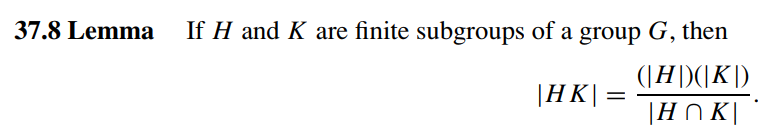 37.8 Lemma If H and K are finite subgroups of a group G, then
|HK| = (|H|)(|K|) / |H ∩ K|.